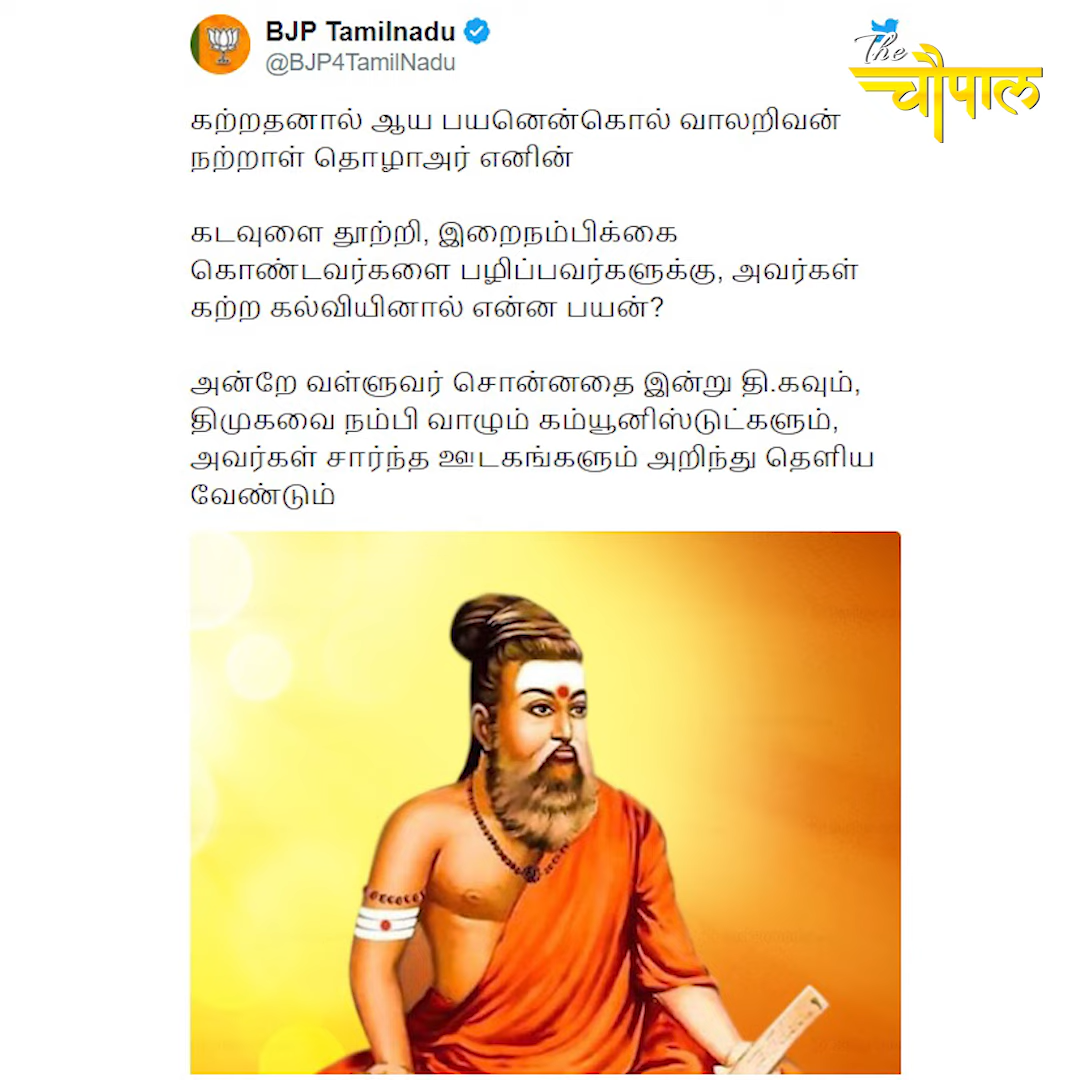 BJP Tamilnadu
@BJP4TamilNadu
The
चौपाल
கற்றதனால் ஆய பயனென்கொல் வாலறிவன்
நற்றாள் தொழாஅர் எனின்
கடவுளை தூற்றி, இறைநம்பிக்கை
கொண்டவர்களை பழிப்பவர்களுக்கு, அவர்கள்
கற்ற கல்வியினால் என்ன பயன்?
அன்றே வள்ளுவர் சொன்னதை இன்று தி.கவும்,
திமுகவை நம்பி வாழும் கம்யூனிஸ்டுட்களும்,
அவர்கள் சார்ந்த ஊடகங்களும் அறிந்து தெளிய
வேண்டும்